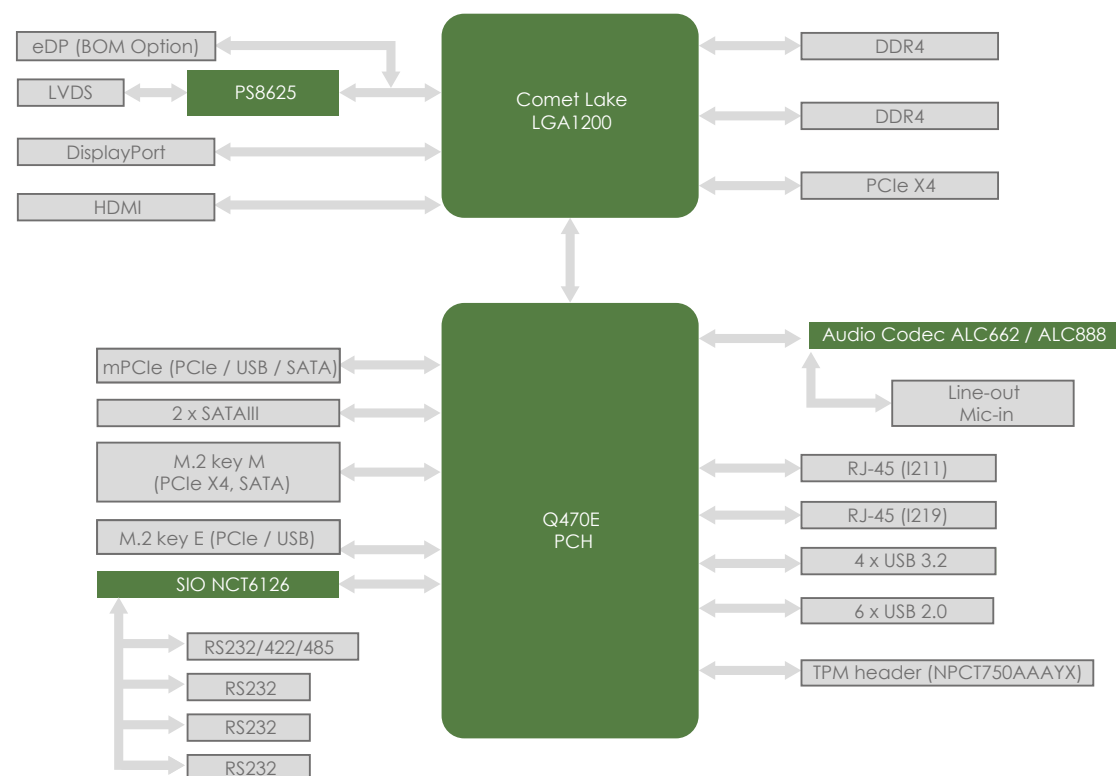 eDP (BOM Option)
LVDS
PS8625
DisplayPort
HDMI
Comet Lake
LGA1200
DDR4
DDR4
PCIe X4
mPCIe (PCIe / USB / SATA)
2 x SATAIII
M.2 key M
(PCIe X4, SATA)
M.2 key E (PCIe / USB)
SIO NCT6126
RS232/422/485
RS232
RS232
RS232
Q470E
PCH
Audio Codec ALC662 / ALC888
Line-out
Mic-in
RJ-45 (I211)
RJ-45 (I219)
4 x USB 3.2
6 x USB 2.0
TPM header (NPCT750AAAYX)